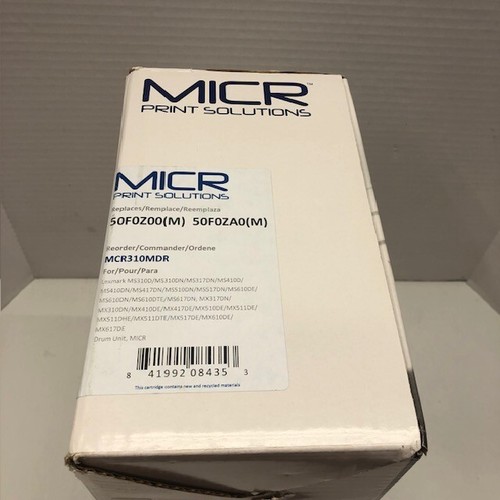 MICR™
PRINT SOLUTIONS
MICR
PRINT SOLUTIONS
Replaces/Remplace/Reemplaza
50F0Z00(M) 50F0ZA0(M)
Reorder/Commander/Ordene
MCR310MDR
For/Pour/Para
Lexmark MS310D/MS310DN/MS317DN/MS410D/
MS410DN/MS417DN/MS510DN/MS517DN/MS610DE/
MS610DN/MS610DTE/MS617DN, MX317DN/
MX310DN/MX410DE/MX417DE/MX510DE/MX511DE/
MX511DHE/MX511DTE/MX517DE/MX610DE/
MX617DE
Drum Unit, MICR
8 41992 08435 3
This cartridge contains new and recycled materials